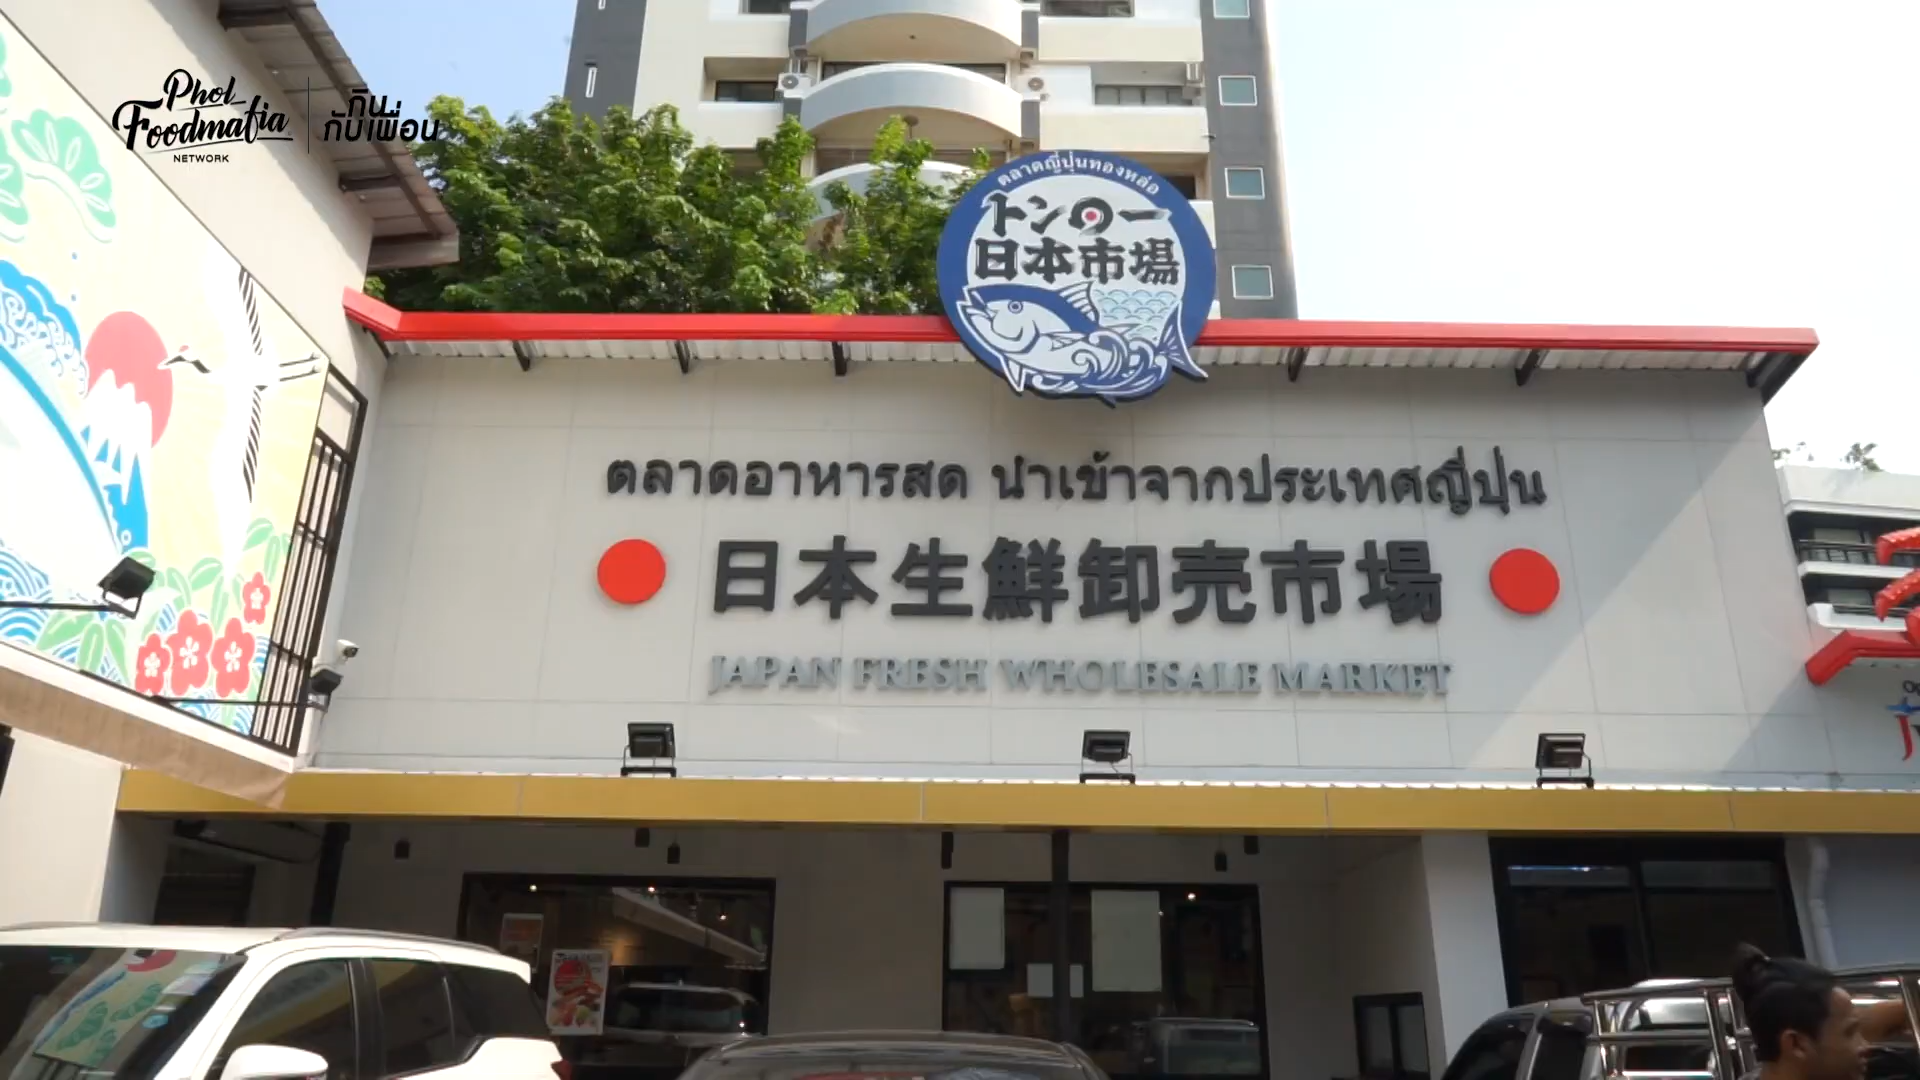 Phol
Foodmafia
NETWORK
กิน
กับเพื่อน
ตลาดญี่ปุ่นทองหล่อ
トンロー
日本市場
ตลาดอาหารสด นำเข้าจากประเทศญี่ปุ่น
日本生鮮卸売市場
JAPAN FRESH WHOLESALE MARKET